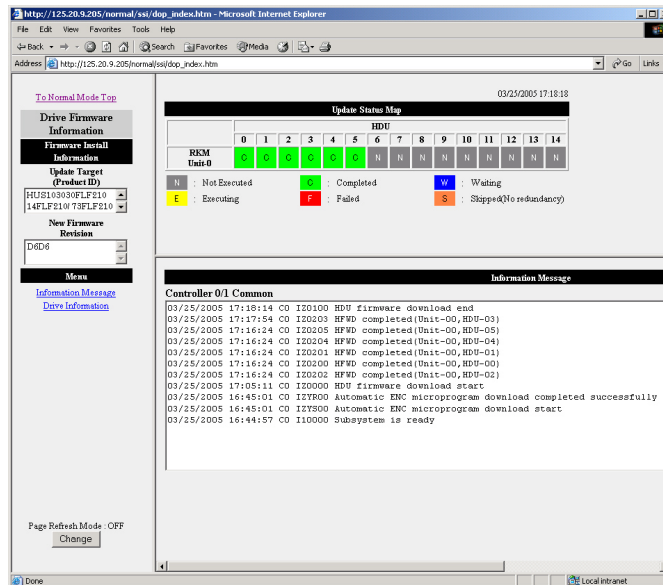 http://125.20.9.205/normal/ssi/dop_index.htm - Microsoft Internet Explorer
File Edit View Favorites Tools Help
Back Search Favorites Media
Address http://125.20.9.205/normal/ssi/dop_index.htm Go Links
To Normal Mode Top
Drive Firmware
Information
Firmware Install
Information
Update Target
(Product ID)
HUS103030FLF210
14FLF210/73FLF210
New Firmware
Revision
D6D6
Menu
Information Message
Drive Information
Page Refresh Mode : OFF
Change
03/25/2005 17:18:18
Update Status Map
HDU
0 1 2 3 4 5 6 7 8 9 10 11 12 13 14
RKM
Unit-0
C C C C C C N N N N N N N N N
N : Not Executed C : Completed W : Waiting
E : Executing F : Failed S : Skipped(No redundancy)
Information Message
Controller 0/1 Common
03/25/2005 17:18:14 C0 IZ0100 HDU firmware download end
03/25/2005 17:17:54 C0 IZ0203 HFWD completed(Unit-00,HDU-03)
03/25/2005 17:16:24 C0 IZ0205 HFWD completed(Unit-00,HDU-05)
03/25/2005 17:16:24 C0 IZ0204 HFWD completed(Unit-00,HDU-04)
03/25/2005 17:16:24 C0 IZ0201 HFWD completed(Unit-00,HDU-01)
03/25/2005 17:16:24 C0 IZ0200 HFWD completed(Unit-00,HDU-00)
03/25/2005 17:16:24 C0 IZ0202 HFWD completed(Unit-00,HDU-02)
03/25/2005 17:05:11 C0 IZ0000 HDU firmware download start
03/25/2005 16:45:01 C0 IZYR00 Automatic ENC microprogram download completed successfully
03/25/2005 16:45:01 C0 IZYS00 Automatic ENC microprogram download start
03/25/2005 16:44:57 C0 I10000 Subsystem is ready
Done Local intranet